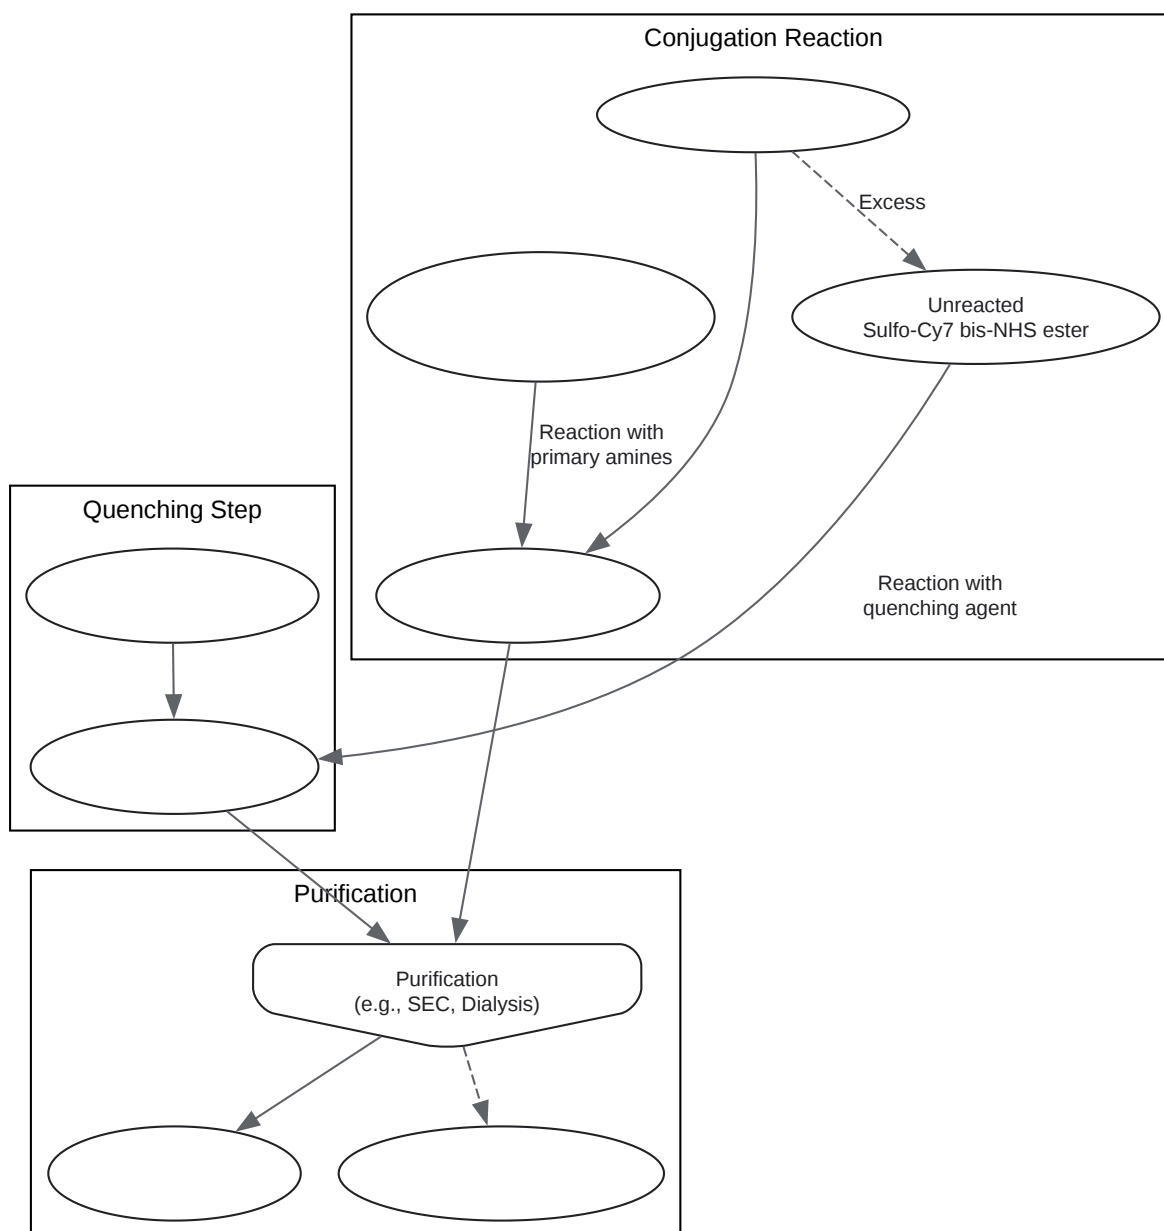 Conjugation Reaction
Excess
Unreacted
Sulfo-Cy7 bis-NHS ester
Reaction with
primary amines
Quenching Step
Reaction with
quenching agent
Purification
Purification
(e.g., SEC, Dialysis)